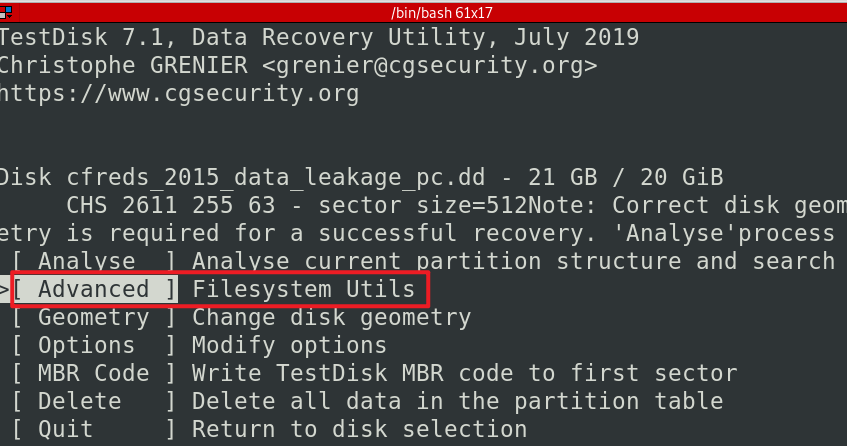 /bin/bash 61x17
TestDisk 7.1, Data Recovery Utility, July 2019
Christophe GRENIER <grenier@cgsecurity.org>
https://www.cgsecurity.org
Disk cfreds_2015_data_leakage_pc.dd - 21 GB / 20 GiB
     CHS 2611 255 63 - sector size=512Note: Correct disk geom
etry is required for a successful recovery. 'Analyse'process
 [ Analyse  ] Analyse current partition structure and search
>[ Advanced ] Filesystem Utils
 [ Geometry ] Change disk geometry
 [ Options  ] Modify options
 [ MBR Code ] Write TestDisk MBR code to first sector
 [ Delete   ] Delete all data in the partition table
 [ Quit     ] Return to disk selection